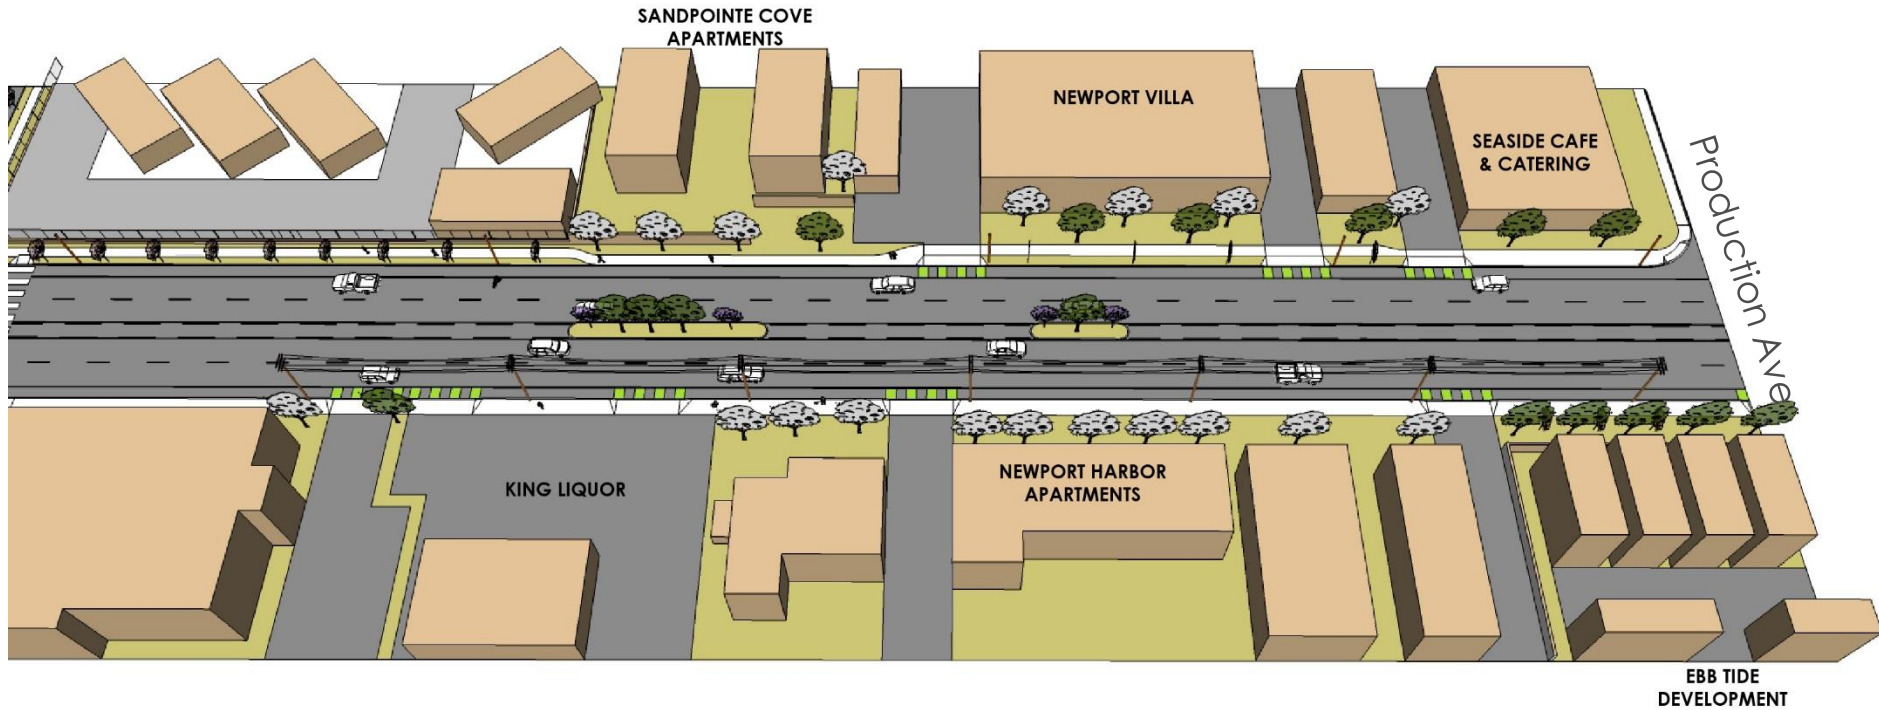 SANDPOINTE COVE
APARTMENTS
NEWPORT VILLA
SEASIDE CAFE
& CATERING
Production Ave
KING LIQUOR
NEWPORT HARBOR
APARTMENTS
EBB TIDE
DEVELOPMENT